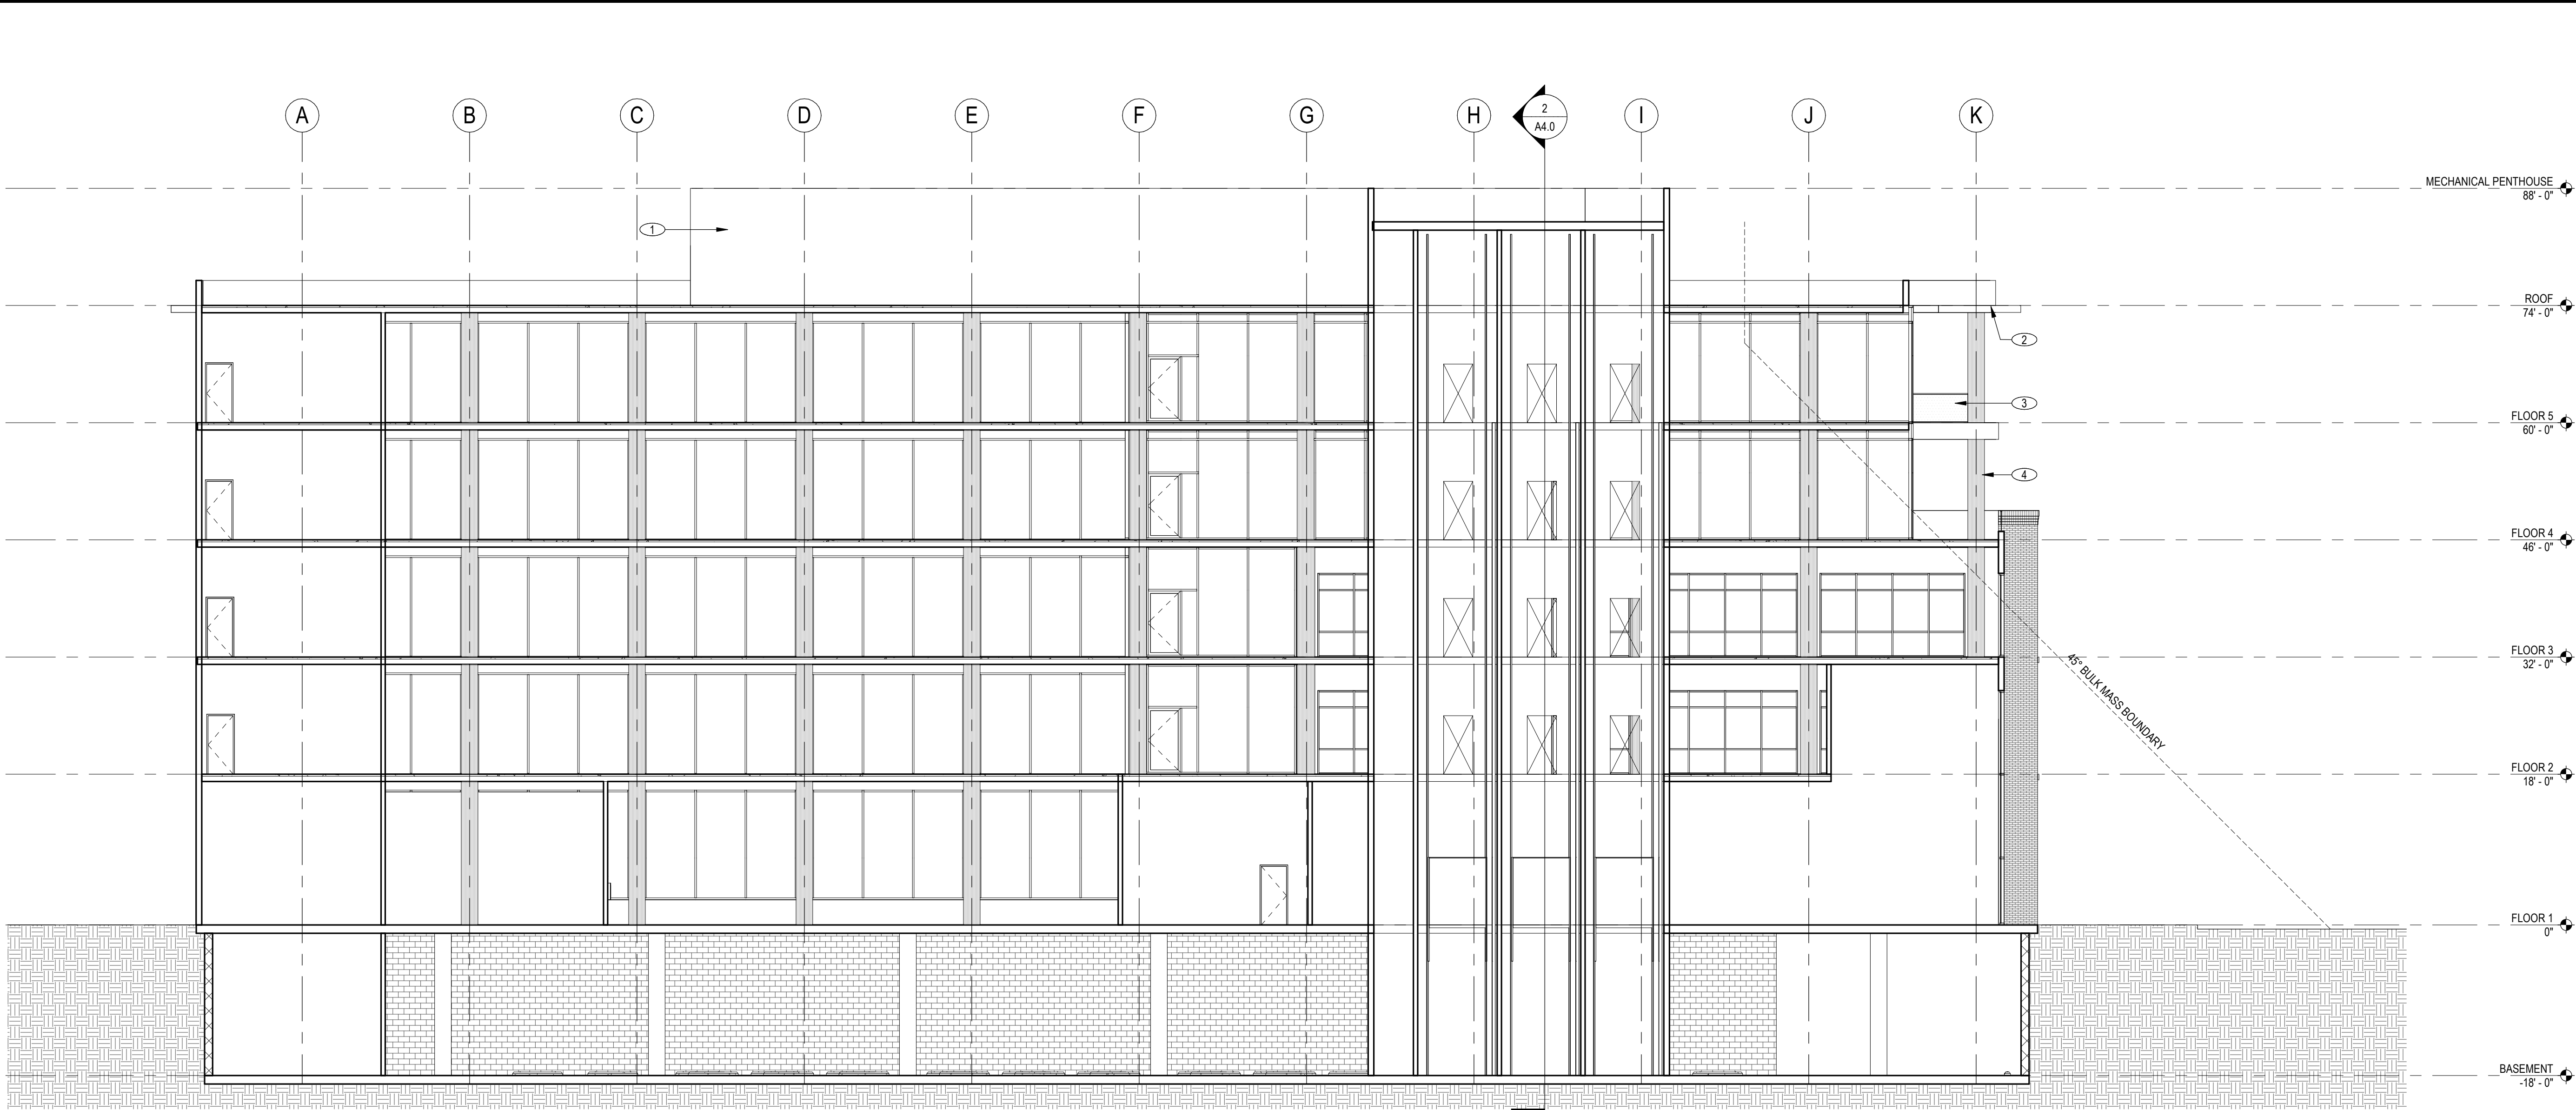 A
B
C
D
E
F
G
H
2
A4.0
I
J
K
MECHANICAL PENTHOUSE
88' - 0"
1
ROOF
74' - 0"
2
3
FLOOR 5
60' - 0"
4
FLOOR 4
46' - 0"
FLOOR 3
32' - 0"
45° BULK MASS BOUNDARY
FLOOR 2
18' - 0"
FLOOR 1
0"
BASEMENT
-18' - 0"